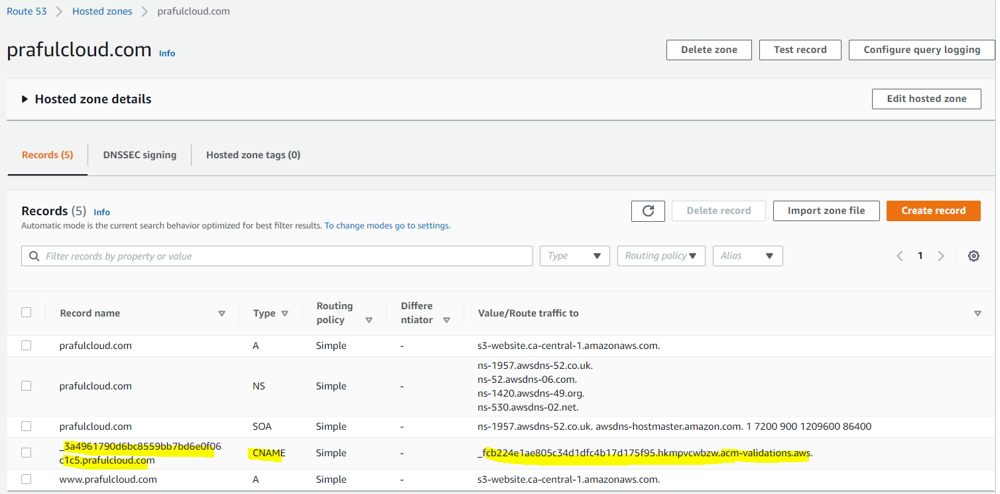 Route 53 > Hosted zones > prafulcloud.com
prafulcloud.com Info
Delete zone Test record Configure query logging
Hosted zone details
Edit hosted zone
Records (5) DNSSEC signing Hosted zone tags (0)
Records (5) Info
Automatic mode is the current search behavior optimized for best filter results. To change modes go to settings.
Delete record Import zone file Create record
Filter records by property or value Type Routing policy Alias 1
Record name Type Routing policy Differe ntiator Value/Route traffic to
prafulcloud.com A Simple - s3-website.ca-central-1.amazonaws.com.
prafulcloud.com NS Simple - ns-1957.awsdns-52.co.uk.
ns-52.awsdns-06.com.
ns-1420.awsdns-49.org.
ns-530.awsdns-02.net.
prafulcloud.com SOA Simple - ns-1957.awsdns-52.co.uk. awsdns-hostmaster.amazon.com. 1 7200 900 1209600 86400
_3a4961790d6bc8559bb7bd6e0f06
c1c5.prafulcloud.com CNAME Simple - _fcb224e1ae805c34d1dfc4b17d175f95.hkmpvcwbzw.acm-validations.aws.
www.prafulcloud.com A Simple - s3-website.ca-central-1.amazonaws.com.